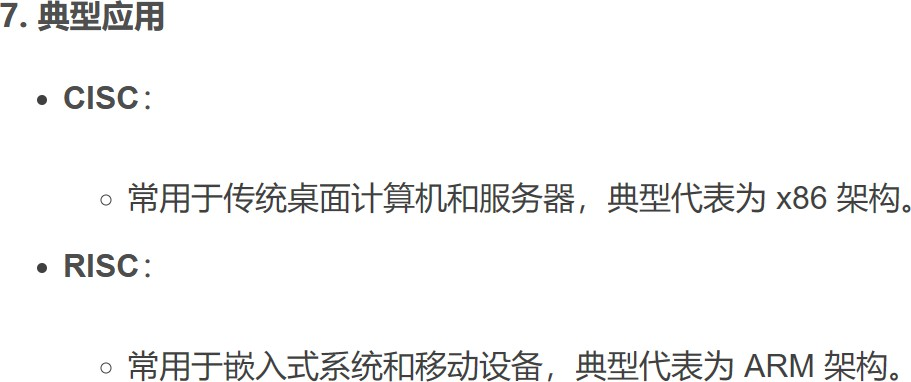 7. 典型应用
• CISC：
◦ 常用于传统桌面计算机和服务器，典型代表为 x86 架构。
• RISC：
◦ 常用于嵌入式系统和移动设备，典型代表为 ARM 架构。